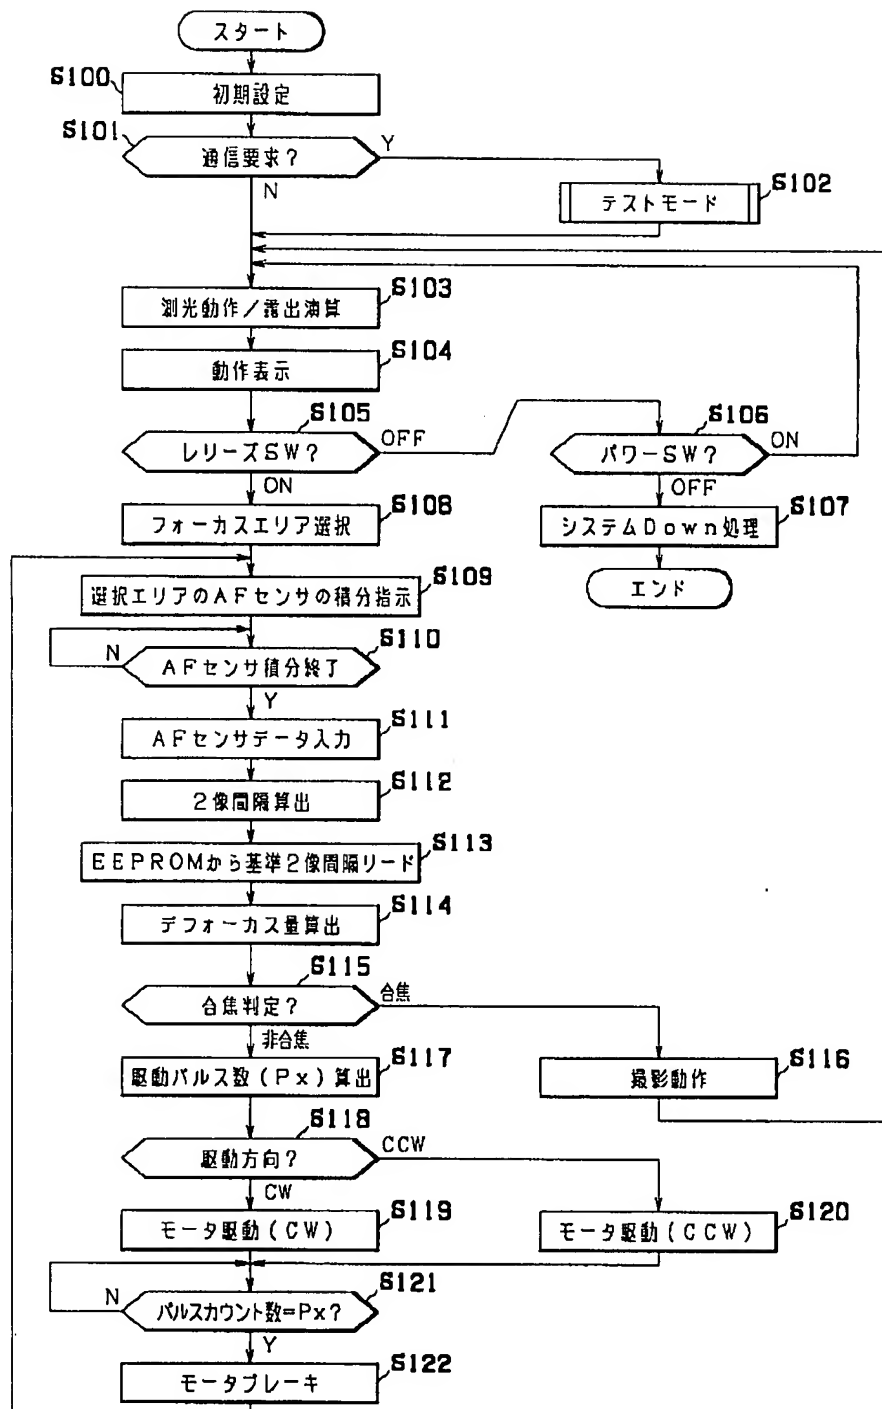 スタート
S100
初期設定
S101
通信要求?
Y
N
S102
テストモード
S103
測光動作/露出演算
S104
動作表示
S105
レリーズSW?
OFF
ON
S106
パワーSW?
ON
OFF
S107
システムDown処理
エンド
S108
フォーカスエリア選択
S109
選択エリアのAFセンサの積分指示
S110
AFセンサ積分終了
N
Y
S111
AFセンサデータ入力
S112
2像間隔算出
S113
EEPROMから基準2像間隔リード
S114
デフォーカス量算出
S115
合焦判定?
合焦
非合焦
S116
撮影動作
S117
駆動パルス数(Px)算出
S118
駆動方向?
CCW
CW
S119
モータ駆動(CW)
S120
モータ駆動(CCW)
S121
パルスカウント数=Px?
N
Y
S122
モータブレーキ